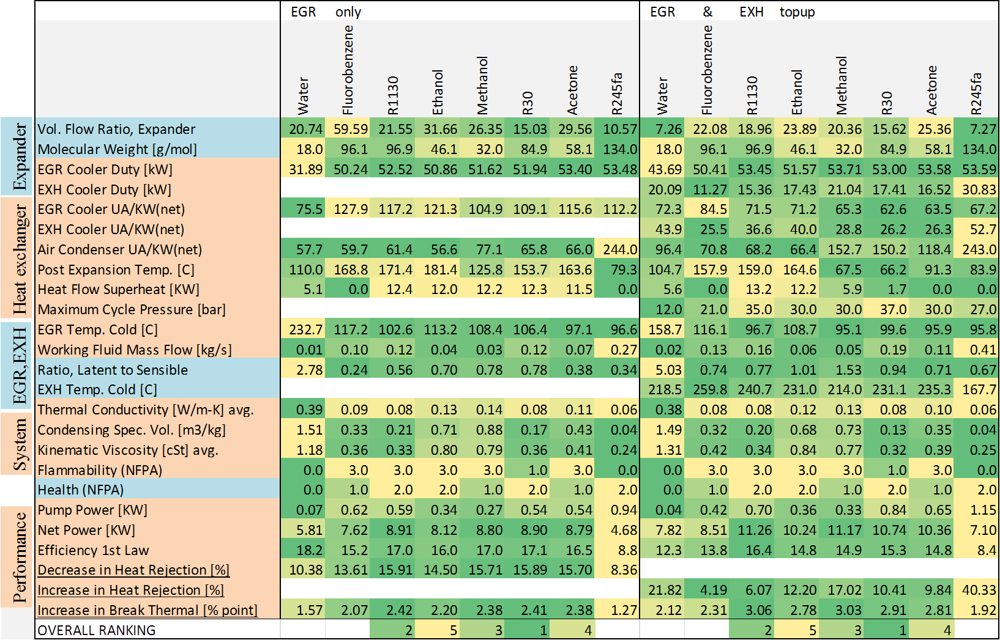 EGR only EGR & EXH topup
Water Fluorobenzene R1130 Ethanol Methanol R30 Acetone R245fa Water Fluorobenzene R1130 Ethanol Methanol R30 Acetone R245fa
Expander
Vol. Flow Ratio, Expander 20.74 59.59 21.55 31.66 26.35 15.03 29.56 10.57 7.26 22.08 18.96 23.89 20.36 15.62 25.36 7.27
Molecular Weight [g/mol] 18.0 96.1 96.9 46.1 32.0 84.9 58.1 134.0 18.0 96.1 96.9 46.1 32.0 84.9 58.1 134.0
EGR Cooler Duty [kW] 31.89 50.24 52.52 50.86 51.62 51.94 53.40 53.48 43.69 50.41 53.45 51.57 53.71 53.00 53.58 53.59
EXH Cooler Duty [kW] 20.09 11.27 15.36 17.43 21.04 17.41 16.52 30.83
Heat exchanger
EGR Cooler UA/KW(net) 75.5 127.9 117.2 121.3 104.9 109.1 115.6 112.2 72.3 84.5 71.5 71.2 65.3 62.6 63.5 67.2
EXH Cooler UA/KW(net) 43.9 25.5 36.6 40.0 28.8 26.2 26.3 52.7
Air Condenser UA/KW(net) 57.7 59.7 61.4 56.6 77.1 65.8 66.0 244.0 96.4 70.8 68.2 66.4 152.7 150.2 118.4 243.0
Post Expansion Temp. [C] 110.0 168.8 171.4 181.4 125.8 153.7 163.6 79.3 104.7 157.9 159.0 164.6 67.5 66.2 91.3 83.9
Heat Flow Superheat [KW] 5.1 0.0 12.4 12.0 12.2 12.3 11.5 0.0 5.6 0.0 13.2 12.2 5.9 1.7 0.0 0.0
Maximum Cycle Pressure [bar] 12.0 21.0 35.0 30.0 30.0 37.0 30.0 27.0
EGR,EXH
EGR Temp. Cold [C] 232.7 117.2 102.6 113.2 108.4 106.4 97.1 96.6 158.7 116.1 96.7 108.7 95.1 99.6 95.9 95.8
Working Fluid Mass Flow [kg/s] 0.01 0.10 0.12 0.04 0.03 0.12 0.07 0.27 0.02 0.13 0.16 0.06 0.05 0.19 0.11 0.41
Ratio, Latent to Sensible 2.78 0.24 0.56 0.70 0.78 0.78 0.38 0.34 5.03 0.74 0.77 1.01 1.53 0.94 0.71 0.67
EXH Temp. Cold [C] 218.5 259.8 240.7 231.0 214.0 231.1 235.3 167.7
System
Thermal Conductivity [W/m-K] avg. 0.39 0.09 0.08 0.13 0.14 0.08 0.11 0.06 0.38 0.08 0.08 0.12 0.13 0.08 0.10 0.06
Condensing Spec. Vol. [m3/kg] 1.51 0.33 0.21 0.71 0.88 0.17 0.43 0.04 1.49 0.32 0.20 0.68 0.73 0.13 0.35 0.04
Kinematic Viscosity [cSt] avg. 1.18 0.36 0.33 0.80 0.79 0.36 0.41 0.24 1.31 0.42 0.34 0.84 0.77 0.32 0.39 0.25
Flammability (NFPA) 0.0 3.0 3.0 3.0 3.0 1.0 3.0 0.0 0.0 3.0 3.0 3.0 3.0 1.0 3.0 0.0
Health (NFPA) 0.0 1.0 2.0 2.0 1.0 2.0 1.0 2.0 0.0 1.0 2.0 2.0 1.0 2.0 1.0 2.0
Performance
Pump Power [KW] 0.07 0.62 0.59 0.34 0.27 0.54 0.54 0.94 0.04 0.42 0.70 0.36 0.33 0.84 0.65 1.15
Net Power [KW] 5.81 7.62 8.91 8.12 8.80 8.90 8.79 4.68 7.82 8.51 11.26 10.24 11.17 10.74 10.36 7.10
Efficiency 1st Law 18.2 15.2 17.0 16.0 17.0 17.1 16.5 8.8 12.3 13.8 16.4 14.8 14.9 15.3 14.8 8.4
Decrease in Heat Rejection [%] 10.38 13.61 15.91 14.50 15.71 15.89 15.70 8.36
Increase in Heat Rejection [%] 21.82 4.19 6.07 12.20 17.02 10.41 9.84 40.33
Increase in Break Thermal [% point] 1.57 2.07 2.42 2.20 2.38 2.41 2.38 1.27 2.12 2.31 3.06 2.78 3.03 2.91 2.81 1.92
OVERALL RANKING 2 5 3 1 4 2 5 3 1 4